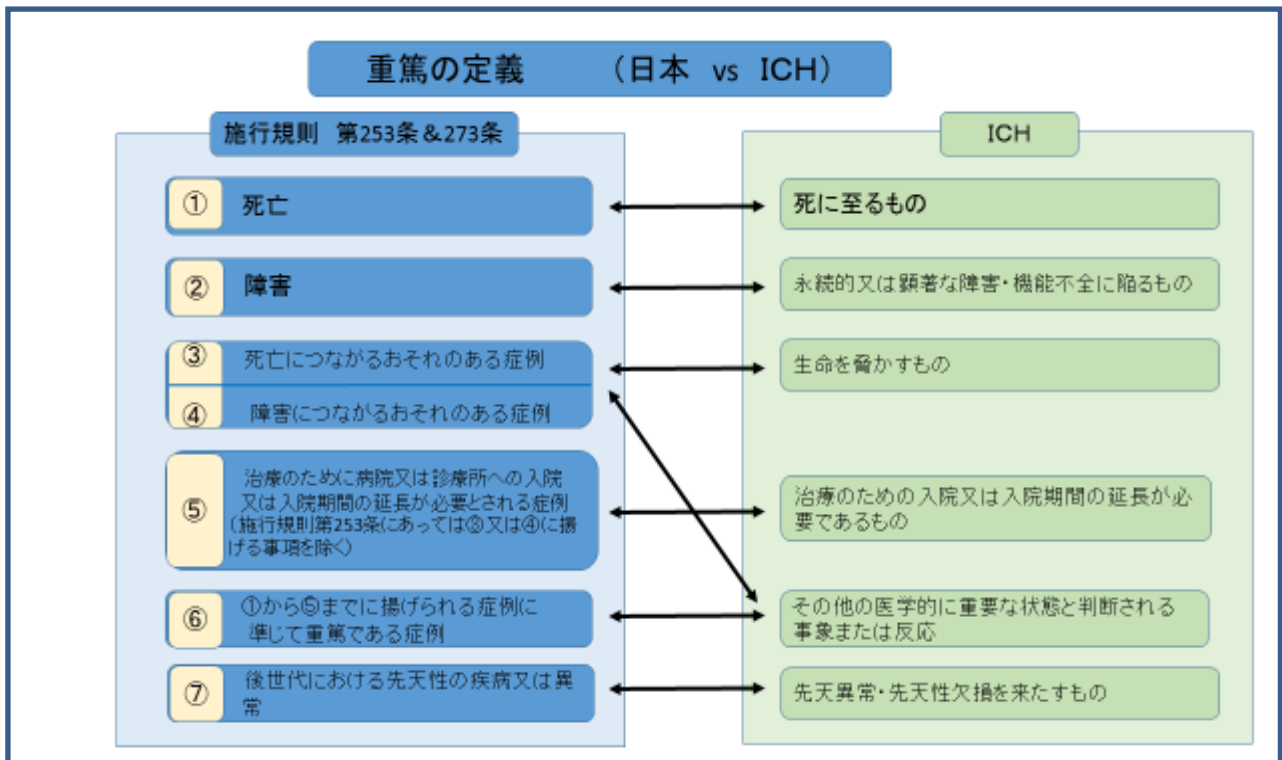 重篤の定義 (日本 vs ICH)
施行規則 第253条&273条
① 死亡
② 障害
③ 死亡につながるおそれのある症例
④ 障害につながるおそれのある症例
⑤ 治療のために病院又は診療所への入院
又は入院期間の延長が必要とされる症例
(施行規則第253条にあっては③又は④に掲
げる事項を除く)
⑥ ①から⑤までに掲げられる症例に
準じて重篤である症例
⑦ 後世代における先天性の疾病又は異
常
ICH
死に至るもの
永続的又は顕著な障害・機能不全に陥るもの
生命を脅かすもの
治療のための入院又は入院期間の延長が必
要であるもの
その他の医学的に重要な状態と判断される
事象または反応
先天異常・先天性欠損を来たすもの